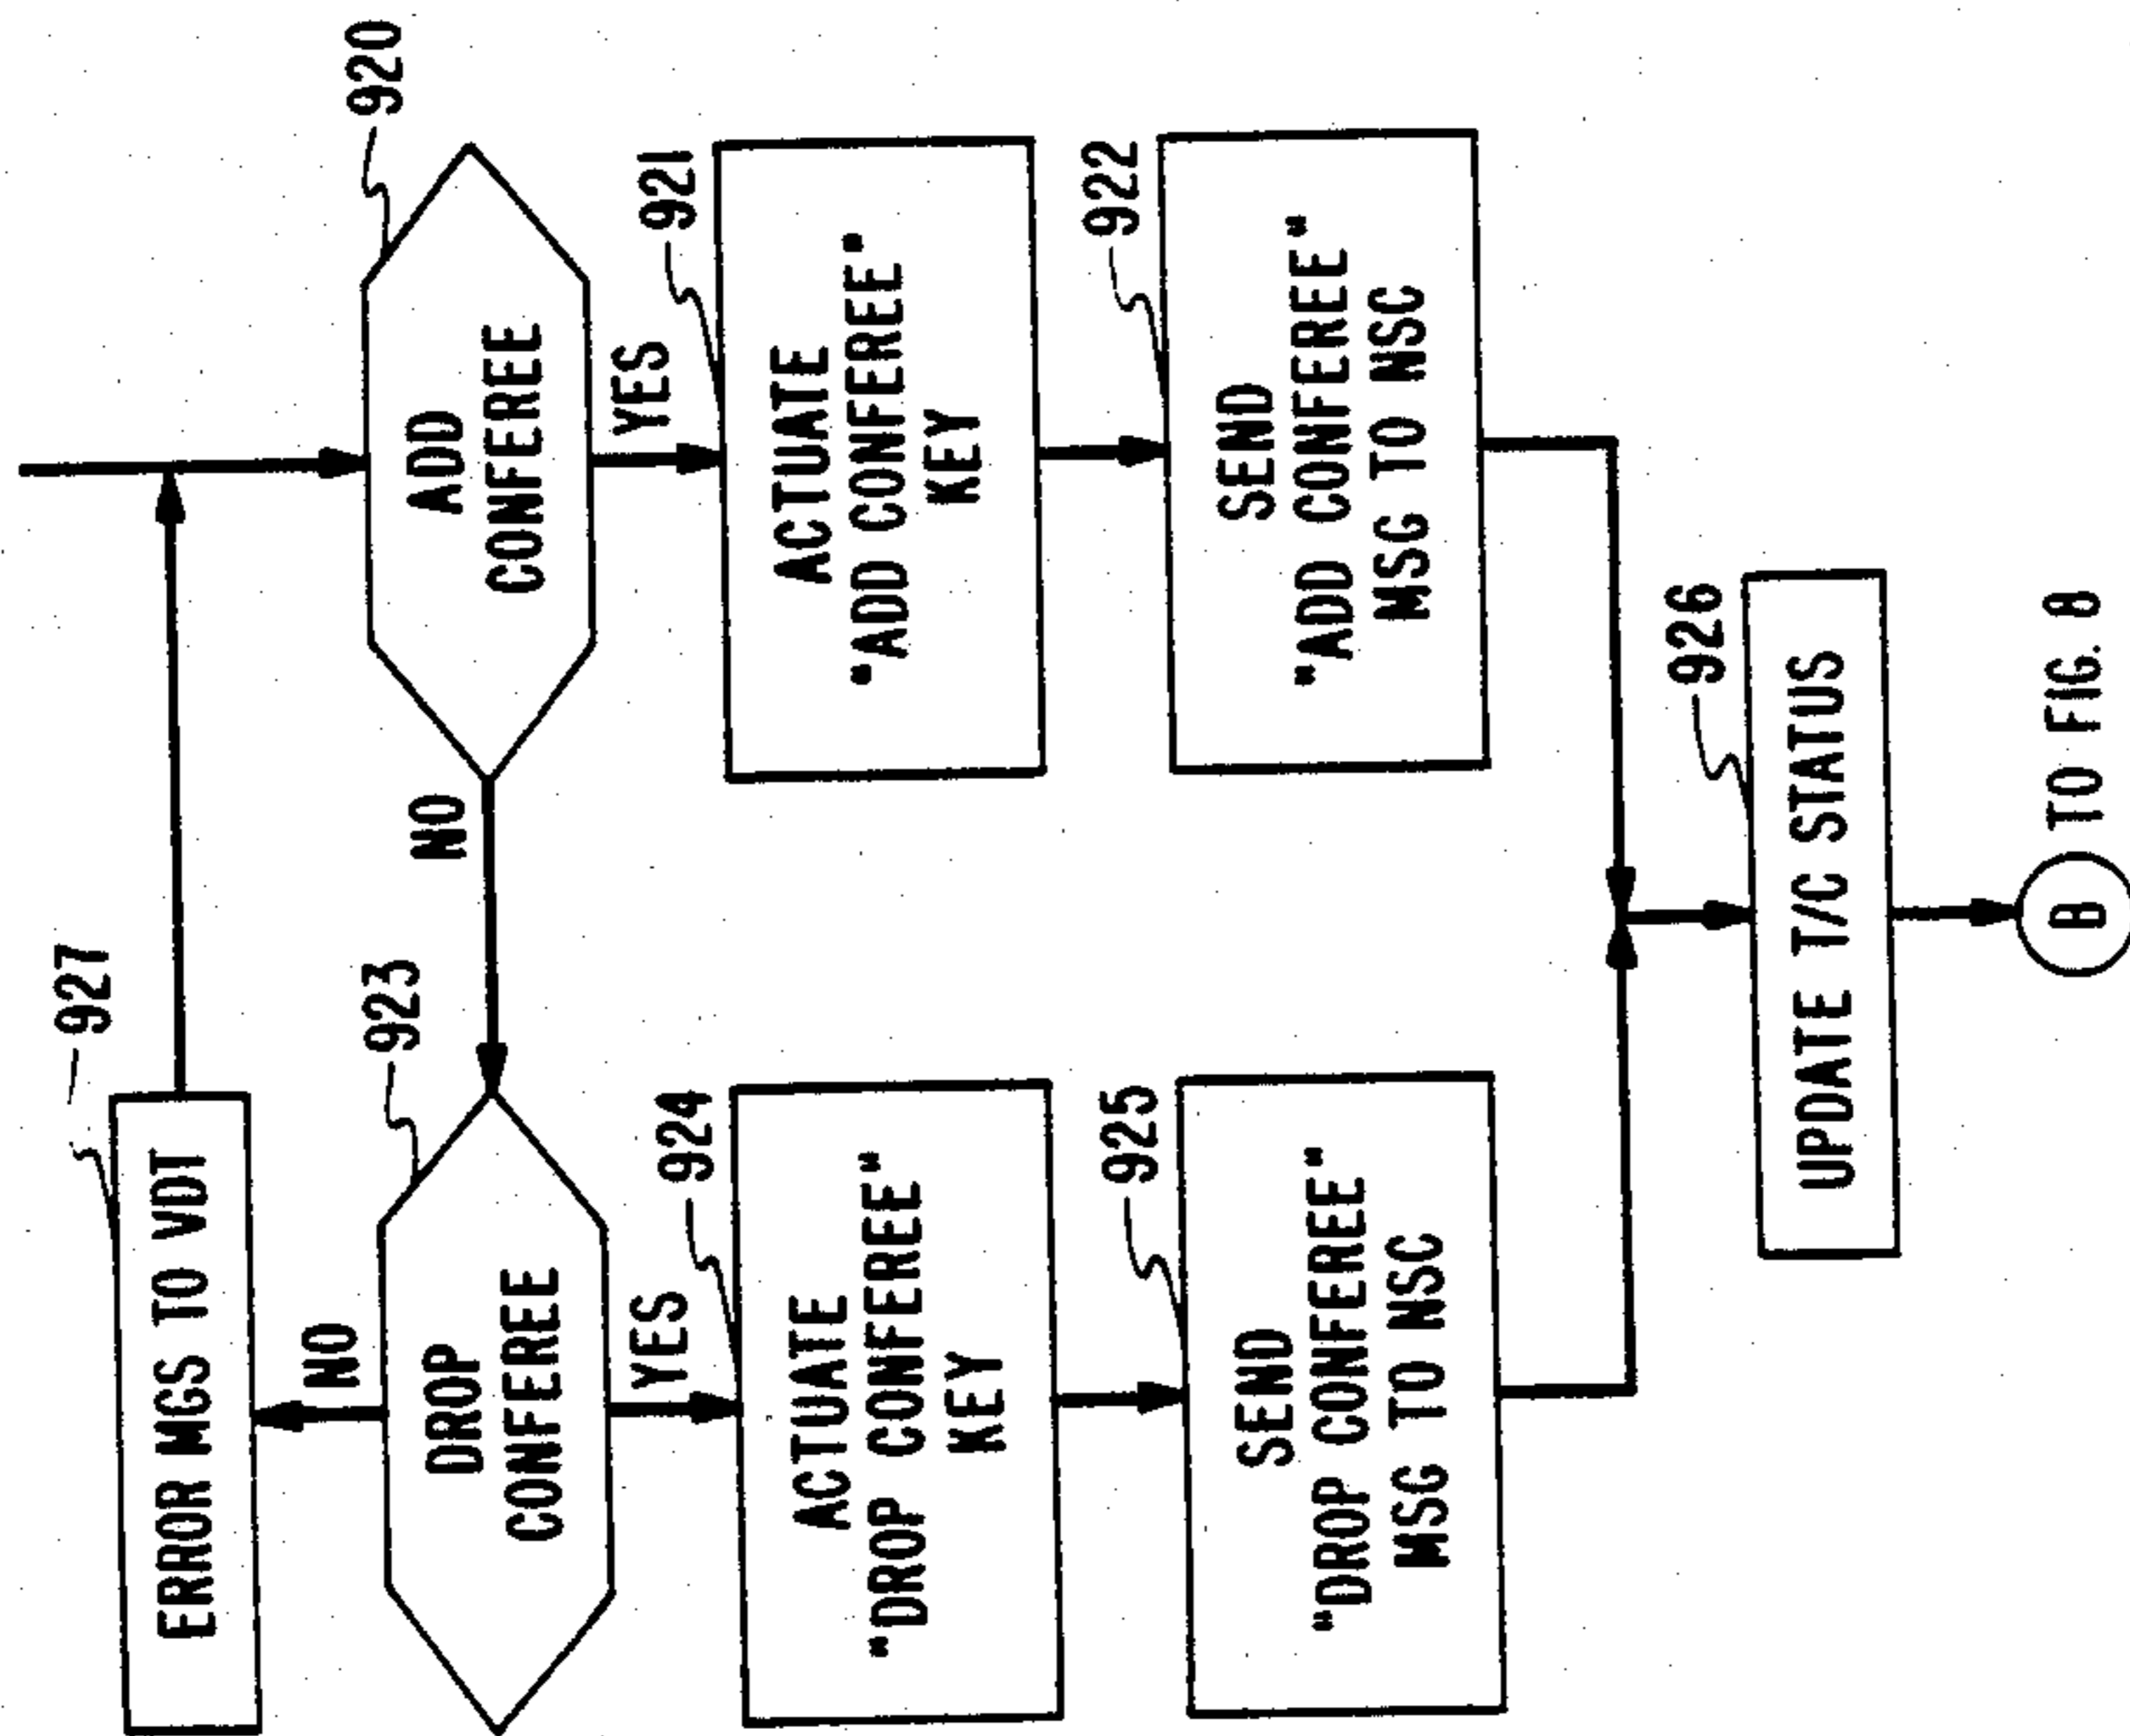 920
ADD
CONFEREE
YES
921
ACTUATE
"ADD CONFEREE"
KEY
922
SEND
"ADD CONFEREE"
MSG TO NSC
NO
923
DROP
CONFEREE
NO
927
ERROR MGS TO VDT
YES
924
ACTUATE
"DROP CONFEREE"
KEY
925
SEND
"DROP CONFEREE"
MSG TO NSC
926
UPDATE T/C STATUS
B TO FIG. 8